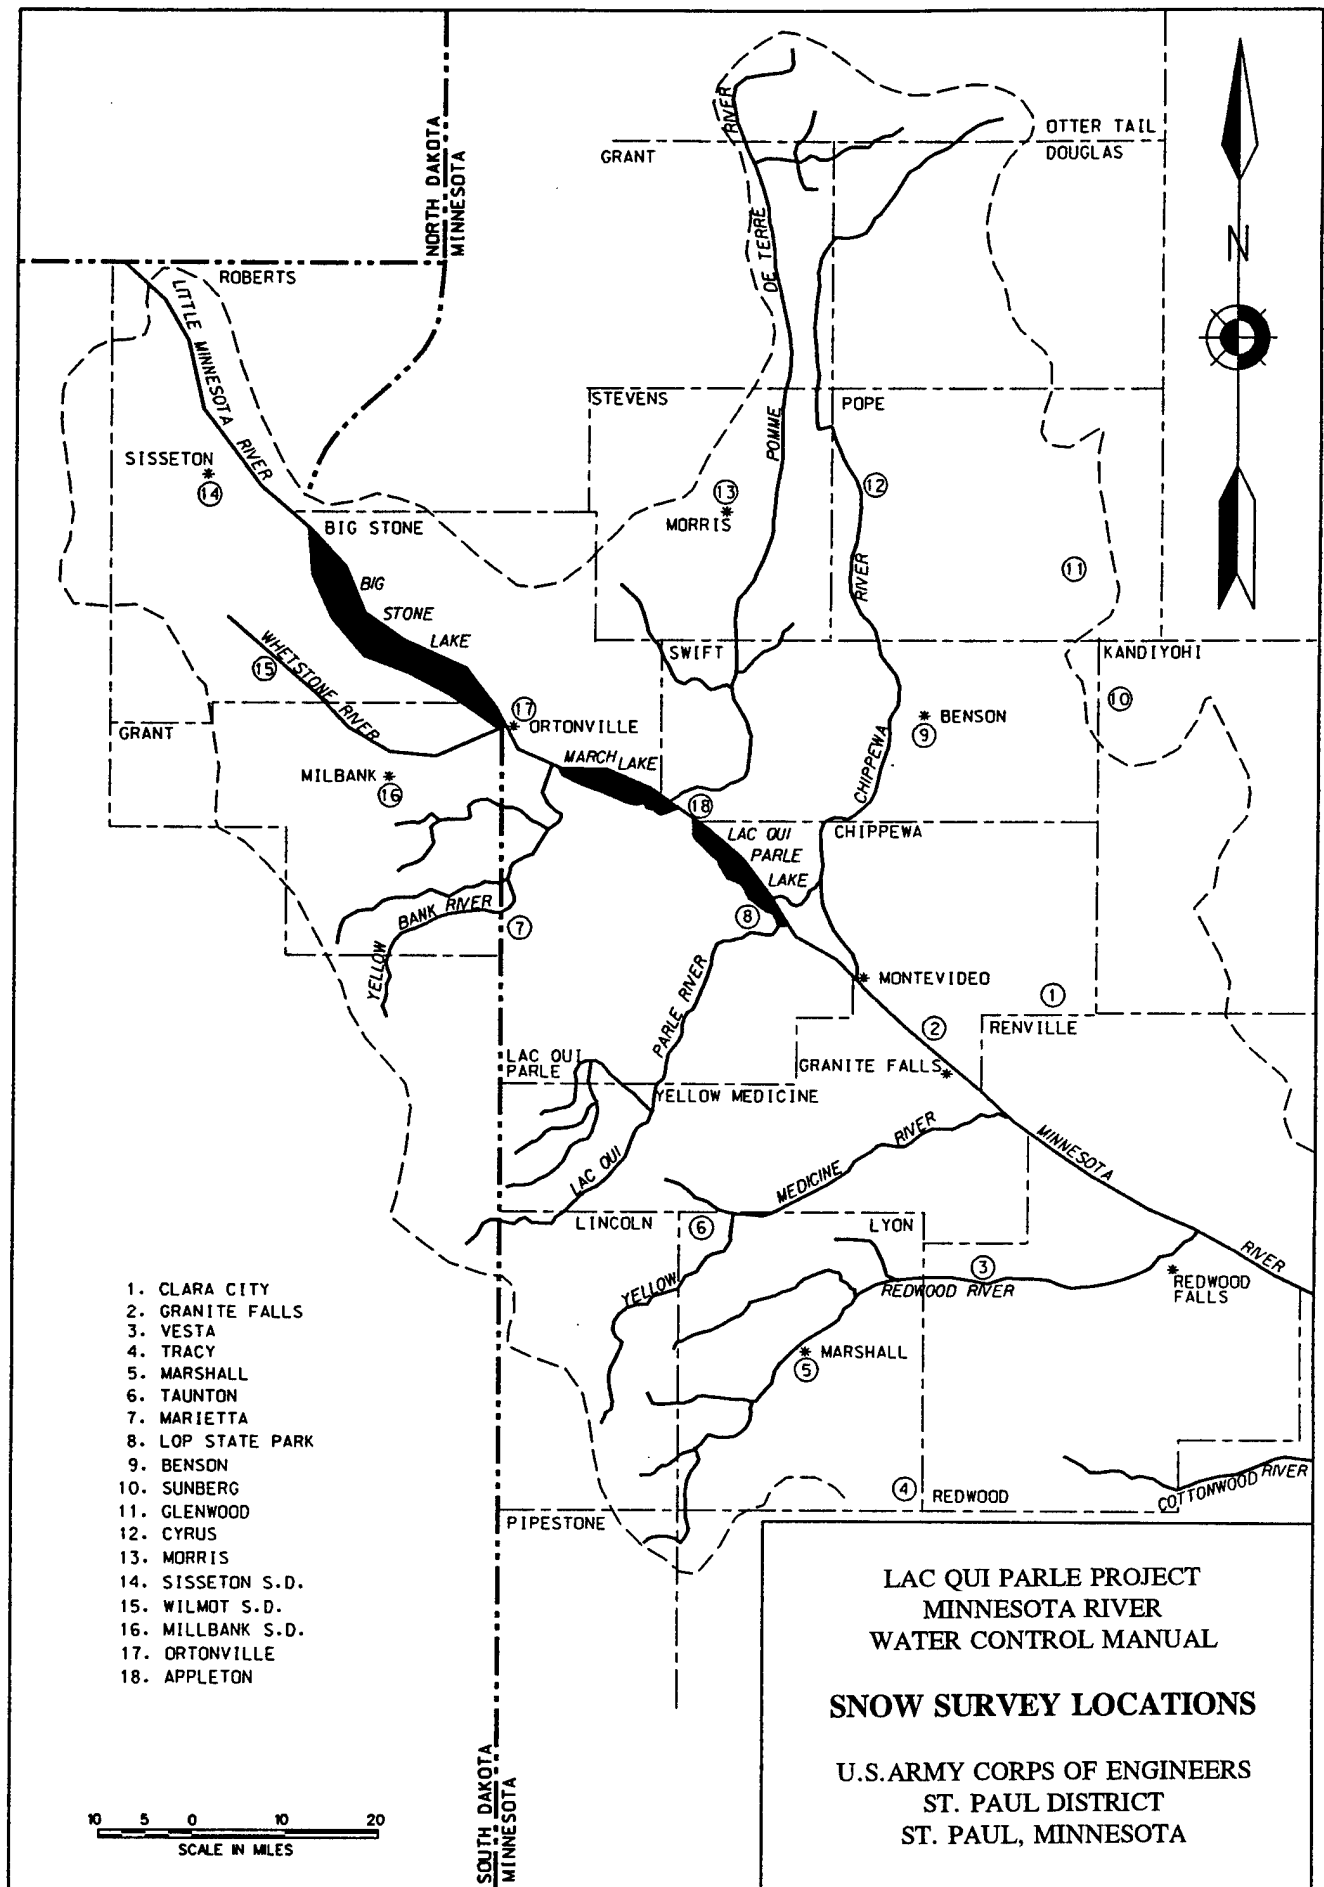 NORTH DAKOTA
MINNESOTA
RIVER
OTTER TAIL
GRANT
DOUGLAS
N
ROBERTS
LITTLE MINNESOTA RIVER
DE TERRE
STEVENS
POPE
POMME
SISSETON
14
13
12
MORRIS
BIG STONE
RIVER
11
BIG
STONE
LAKE
WHETSTONE RIVER
15
SWIFT
KANDIYOHI
10
17
ORTONVILLE
BENSON
9
GRANT
MARCH LAKE
CHIPPEWA
MILBANK
16
18
LAC QUI
PARLE
LAKE
CHIPPEWA
8
YELLOW
BANK RIVER
7
MONTEVIDEO
1
PARLE RIVER
2
RENVILLE
LAC QUI
PARLE
GRANITE FALLS
YELLOW MEDICINE
RIVER
MINNESOTA
LAC QUI
MEDICINE
LINCOLN
6
LYON
RIVER
3
YELLOW
REDWOOD RIVER
REDWOOD
FALLS
MARSHALL
5
1. CLARA CITY
2. GRANITE FALLS
3. VESTA
4. TRACY
5. MARSHALL
6. TAUNTON
7. MARIETTA
8. LOP STATE PARK
9. BENSON
10. SUNBERG
11. GLENWOOD
12. CYRUS
13. MORRIS
14. SISSETON S.D.
15. WILMOT S.D.
16. MILLBANK S.D.
17. ORTONVILLE
18. APPLETON
4
REDWOOD
COTTONWOOD RIVER
PIPESTONE
LAC QUI PARLE PROJECT
MINNESOTA RIVER
WATER CONTROL MANUAL
SNOW SURVEY LOCATIONS
U.S.ARMY CORPS OF ENGINEERS
ST. PAUL DISTRICT
ST. PAUL, MINNESOTA
SOUTH DAKOTA
MINNESOTA
10 5 0 10 20
SCALE IN MILES